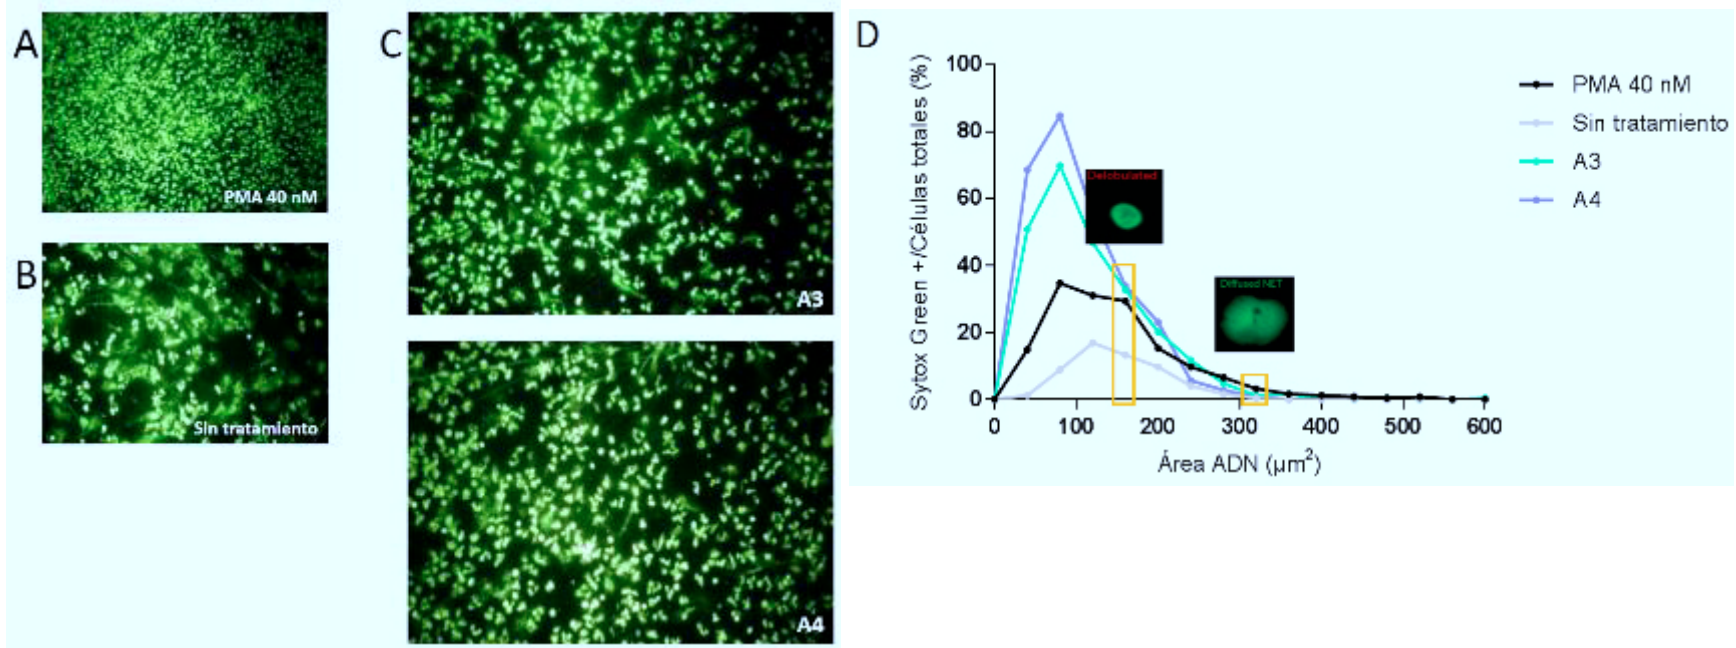 A
PMA 40 nM
B
Sin tratamiento
C
A3
A4
D
Sytox Green +/Células totales (%)
100
80
60
40
20
0
0 100 200 300 400 500 600
Área ADN (µm²)
Delobulated
Diffused NET
PMA 40 nM
Sin tratamiento
A3
A4